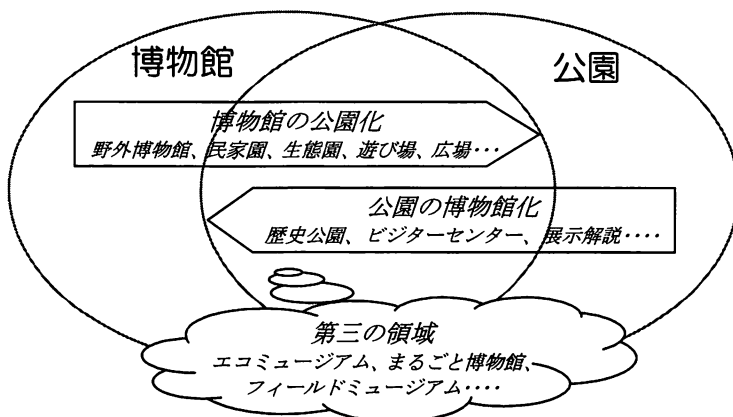 博物館
公園
博物館の公園化
野外博物館、民家園、生態園、遊び場、広場・・・
公園の博物館化
歴史公園、ビジターセンター、展示解説・・・・
第三の領域
エコミュージアム、まるごと博物館、
フィールドミュージアム・・・・